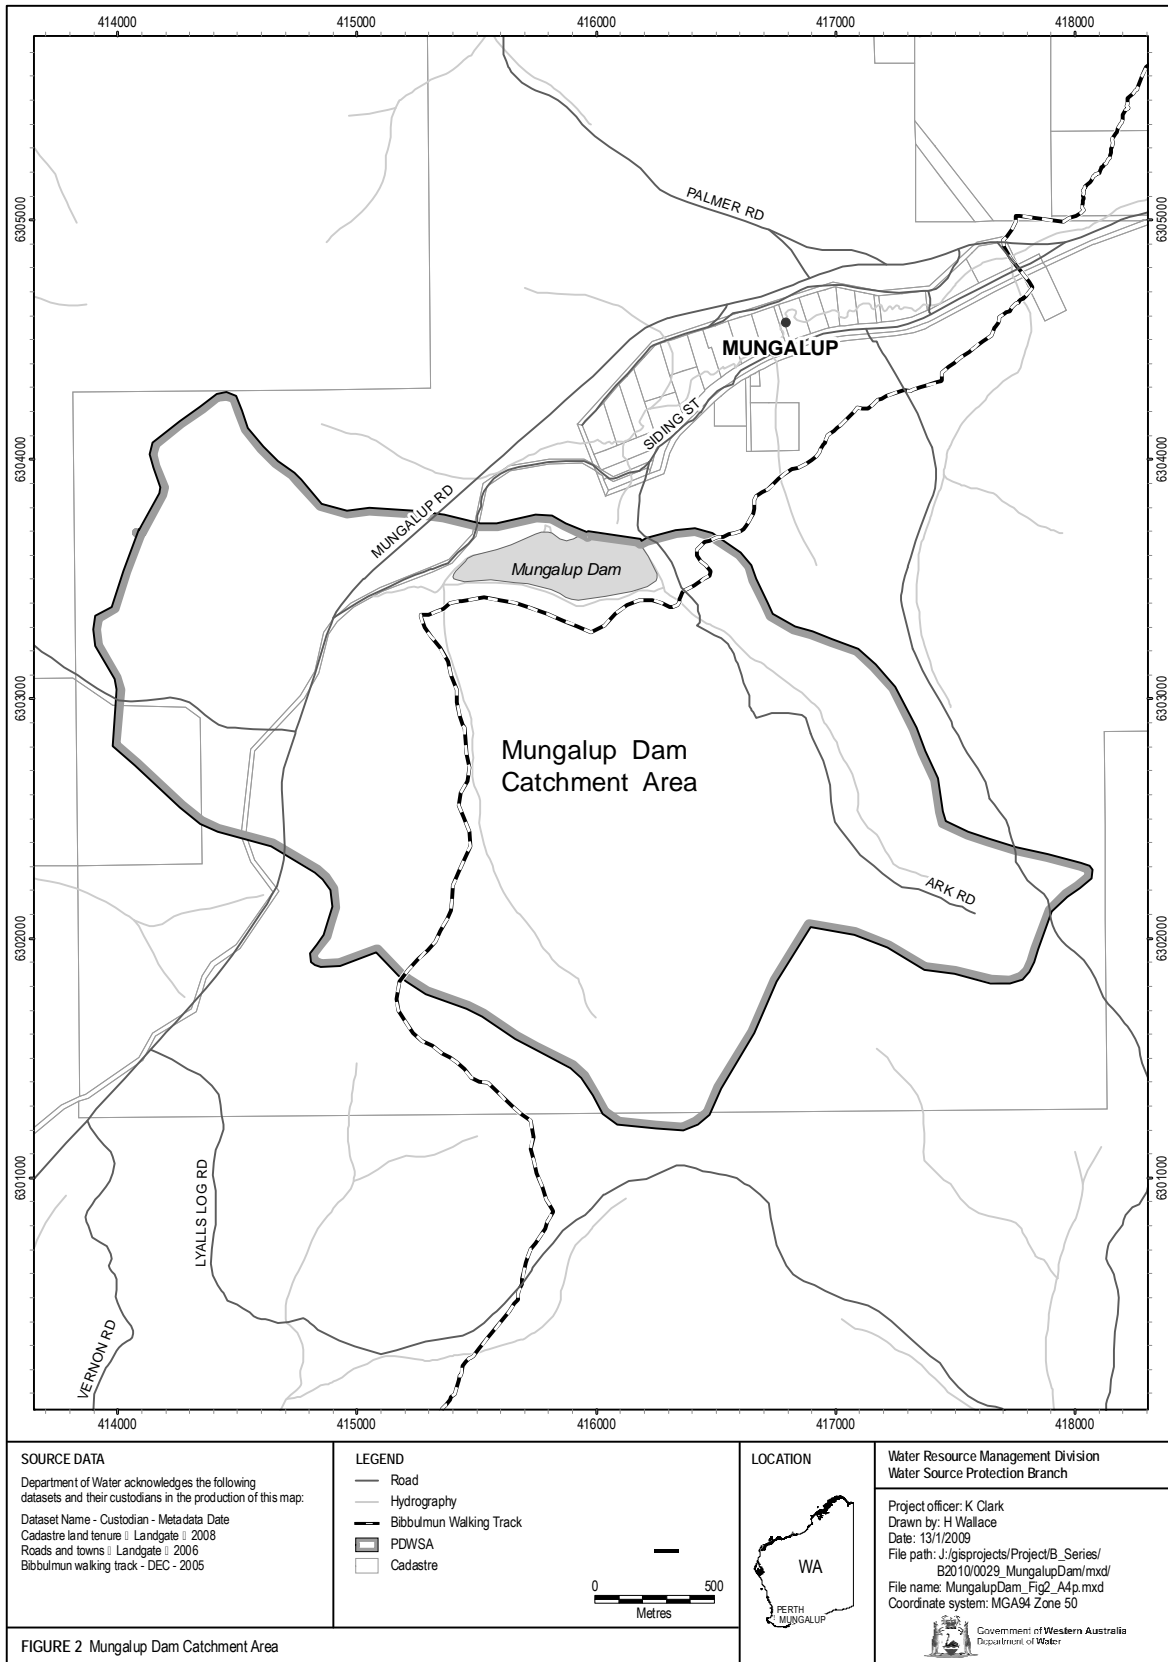 414000 415000 416000 417000 418000
6305000
6305000
PALMER RD
MUNGALUP
SIDING ST
6304000
6304000
MUNGALUP RD
Mungalup Dam
6303000
6303000
Mungalup Dam
Catchment Area
ARK RD
6302000
6302000
6301000
6301000
LYALLS LOG RD
VERNON RD
414000 415000 416000 417000 418000
SOURCE DATA
Department of Water acknowledges the following
datasets and their custodians in the production of this map:
Dataset Name - Custodian - Metadata Date
Cadastre land tenure ▯ Landgate ▯ 2008
Roads and towns ▯ Landgate ▯ 2006
Bibbulmun walking track - DEC - 2005
LEGEND
Road
Hydrography
Bibbulmun Walking Track
PDWSA
Cadastre
0 500
Metres
LOCATION
WA
PERTH
MUNGALUP
Water Resource Management Division
Water Source Protection Branch
Project officer: K Clark
Drawn by: H Wallace
Date: 13/1/2009
File path: J:/gisprojects/Project/B_Series/
B2010/0029_MungalupDam/mxd/
File name: MungalupDam_Fig2_A4p.mxd
Coordinate system: MGA94 Zone 50
Government of Western Australia
Department of Water
FIGURE 2 Mungalup Dam Catchment Area